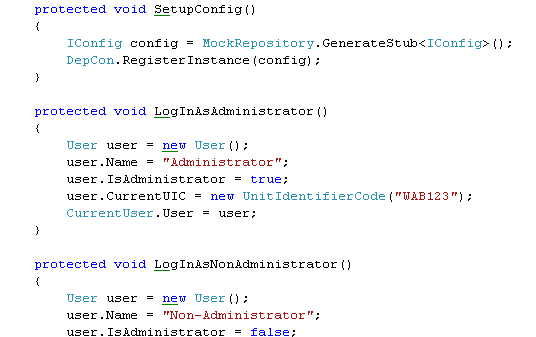 protected void SetupConfig()
{
    IConfig config = MockRepository.GenerateStub<IConfig>();
    DepCon.RegisterInstance(config);
}

protected void LogInAsAdministrator()
{
    User user = new User();
    user.Name = "Administrator";
    user.IsAdministrator = true;
    user.CurrentUIC = new UnitIdentifierCode("WAB123");
    CurrentUser.User = user;
}

protected void LogInAsNonAdministrator()
{
    User user = new User();
    user.Name = "Non-Administrator";
    user.IsAdministrator = false;